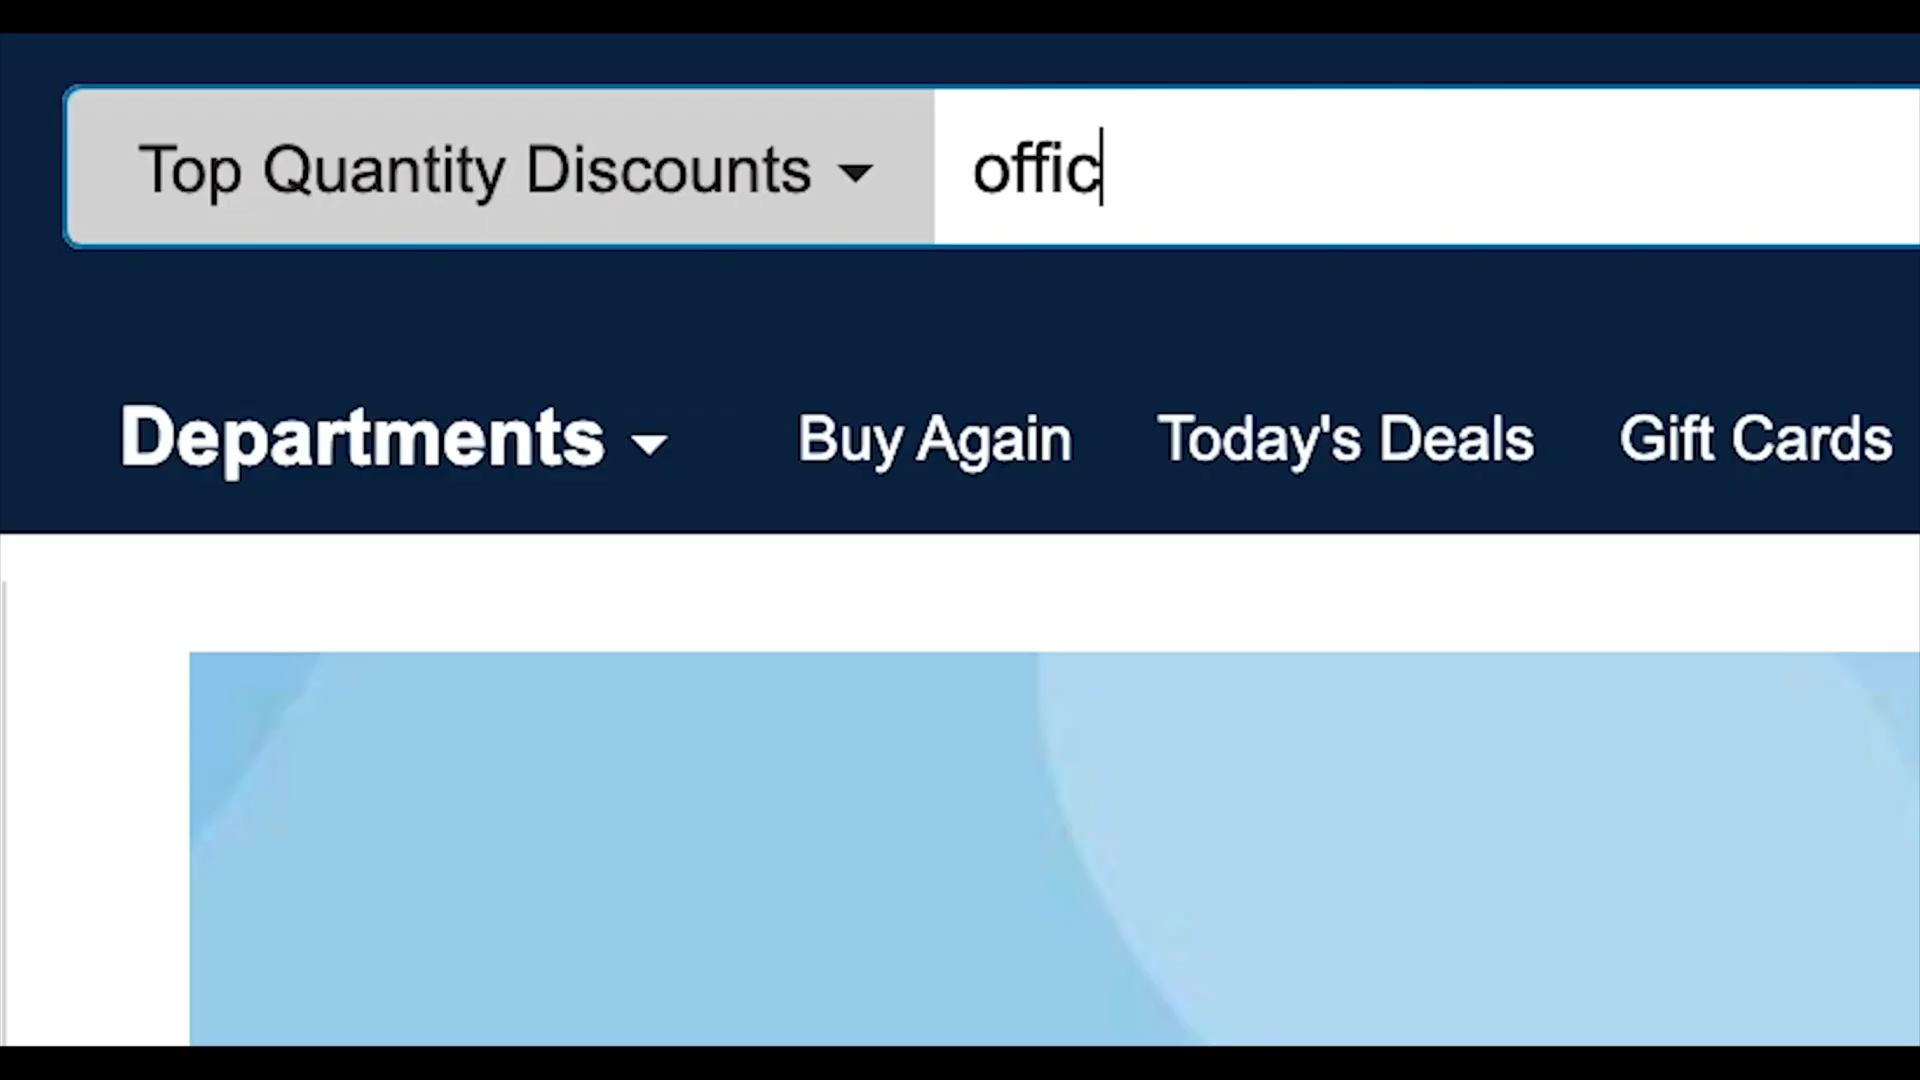 Top Quantity Discounts offic
Departments Buy Again Today's Deals Gift Cards